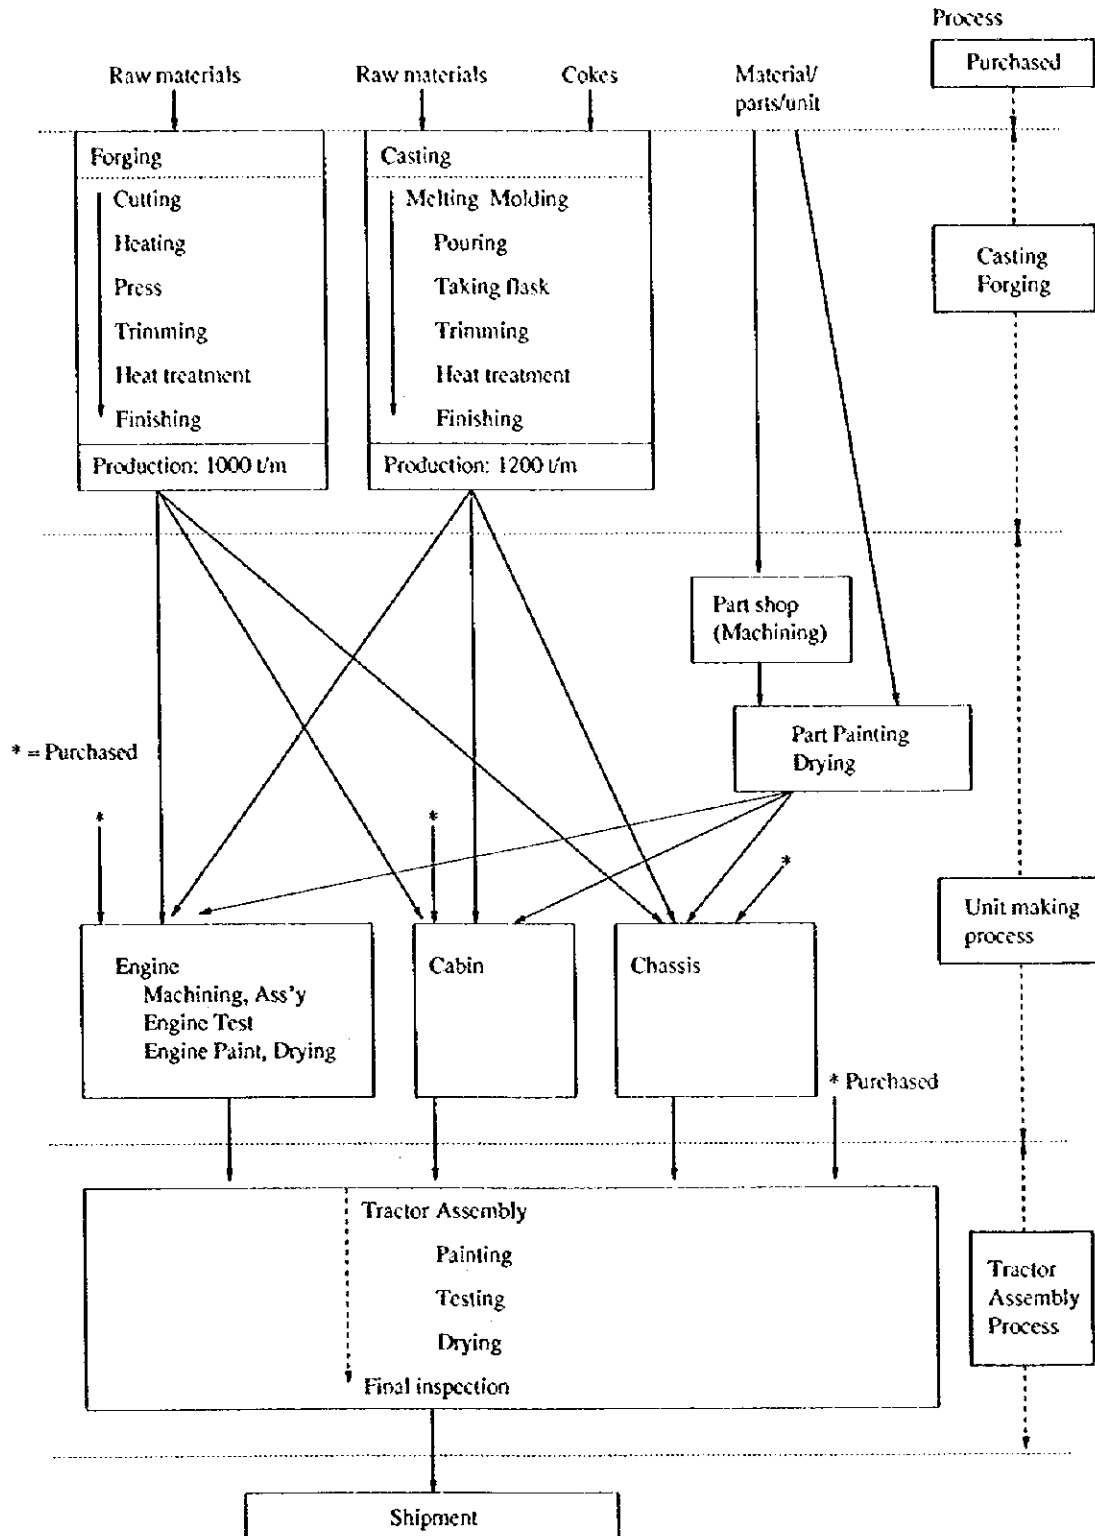 Process
Purchased
Raw materials
Raw materials
Cokes
Material/
parts/unit
Forging
Cutting
Heating
Press
Trimming
Heat treatment
Finishing
Production: 1000 t/m
Casting
Melting Molding
Pouring
Taking flask
Trimming
Heat treatment
Finishing
Production: 1200 t/m
Casting
Forging
Part shop
(Machining)
Part Painting
Drying
* = Purchased
*
*
*
Unit making
process
Engine
Machining, Ass'y
Engine Test
Engine Paint, Drying
Cabin
Chassis
* Purchased
Tractor Assembly
Painting
Testing
Drying
Final inspection
Tractor
Assembly
Process
Shipment